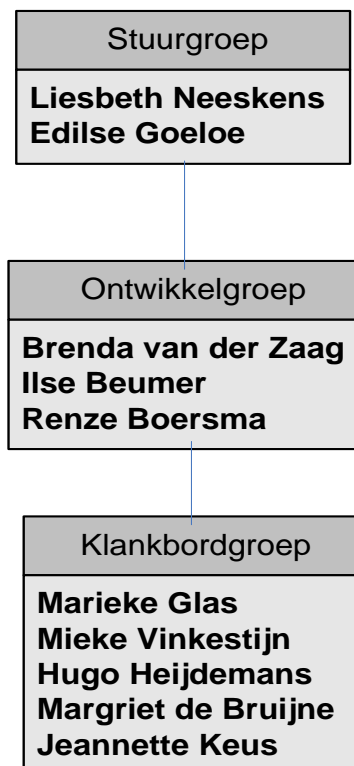 Stuurgroep
Liesbeth Neeskens
Edilse Goeloe
Ontwikkelgroep
Brenda van der Zaag
Ilse Beumer
Renze Boersma
Klankbordgroep
Marieke Glas
Mieke Vinkestijn
Hugo Heijdemans
Margriet de Bruijne
Jeannette Keus